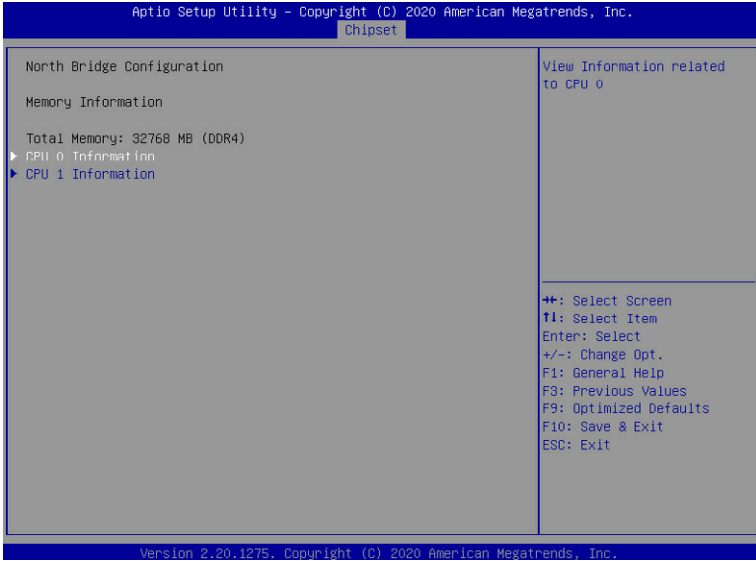 Aptio Setup Utility – Copyright (C) 2020 American Megatrends, Inc.
Chipset
North Bridge Configuration
Memory Information
Total Memory: 32768 MB (DDR4)
CPU 0 Information
CPU 1 Information
View Information related
to CPU 0
→←: Select Screen
↑↓: Select Item
Enter: Select
+/-: Change Opt.
F1: General Help
F3: Previous Values
F9: Optimized Defaults
F10: Save & Exit
ESC: Exit
Version 2.20.1275. Copyright (C) 2020 American Megatrends, Inc.